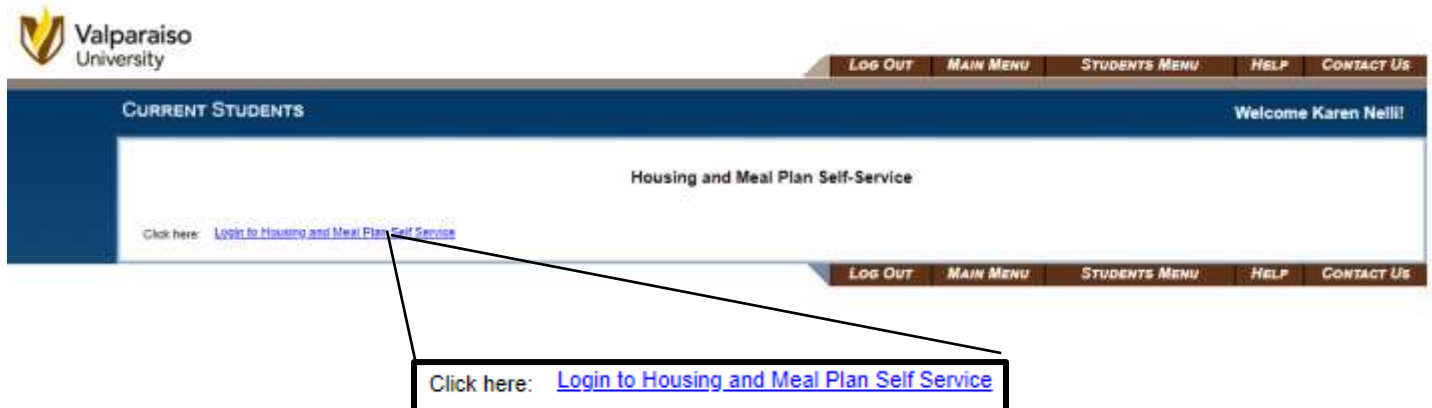 Valparaiso
University
LOG OUT MAIN MENU STUDENTS MENU HELP CONTACT US
CURRENT STUDENTS Welcome Karen Nelli!
Housing and Meal Plan Self-Service
Click here: Login to Housing and Meal Plan Self Service
LOG OUT MAIN MENU STUDENTS MENU HELP CONTACT US
Click here: Login to Housing and Meal Plan Self Service